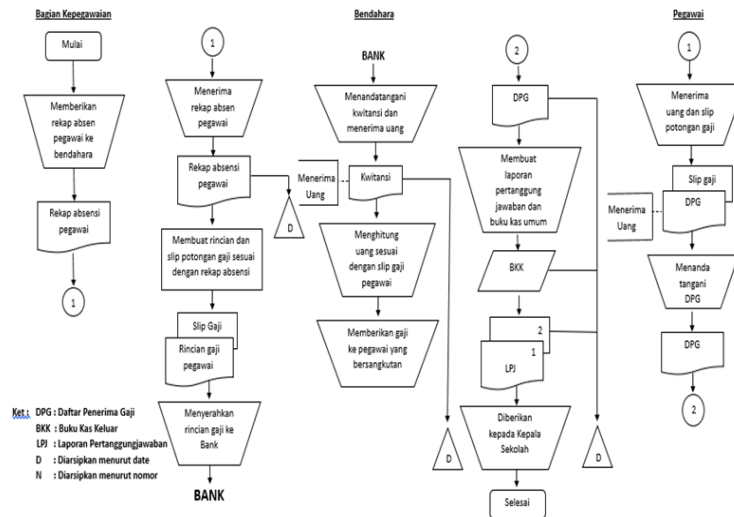 Bagian Kepegawaian
Mulai
Memberikan
rekap absen
pegawai ke
bendahara
Rekap absensi
pegawai
1
Bendahara
1
Menerima
rekap absen
pegawai
Rekap absensi
pegawai
D
Membuat rincian dan
slip potongan gaji sesuai
dengan rekap absensi
Slip Gaji
Rincian gaji
pegawai
Menyerahkan
rincian gaji ke
Bank
BANK
BANK
Menandatangani
kwitansi dan
menerima uang
Menerima
Uang
Kwitansi
Menghitung
uang sesuai
dengan slip gaji
pegawai
Memberikan gaji
ke pegawai yang
bersangkutan
D
2
DPG
Membuat
laporan
pertanggung
jawaban dan
buku kas umum
BKK
2
1
LPJ
Diberikan
kepada Kepala
Sekolah
Selesai
D
Pegawai
1
Menerima
uang dan slip
potongan gaji
Slip gaji
DPG
Menerima
Uang
Menanda
tangani
DPG
DPG
2
Ket : DPG : Daftar Penerima Gaji
BKK : Buku Kas Keluar
LPJ : Laporan Pertanggungjawaban
D : Diarsipkan menurut date
N : Diarsipkan menurut nomor